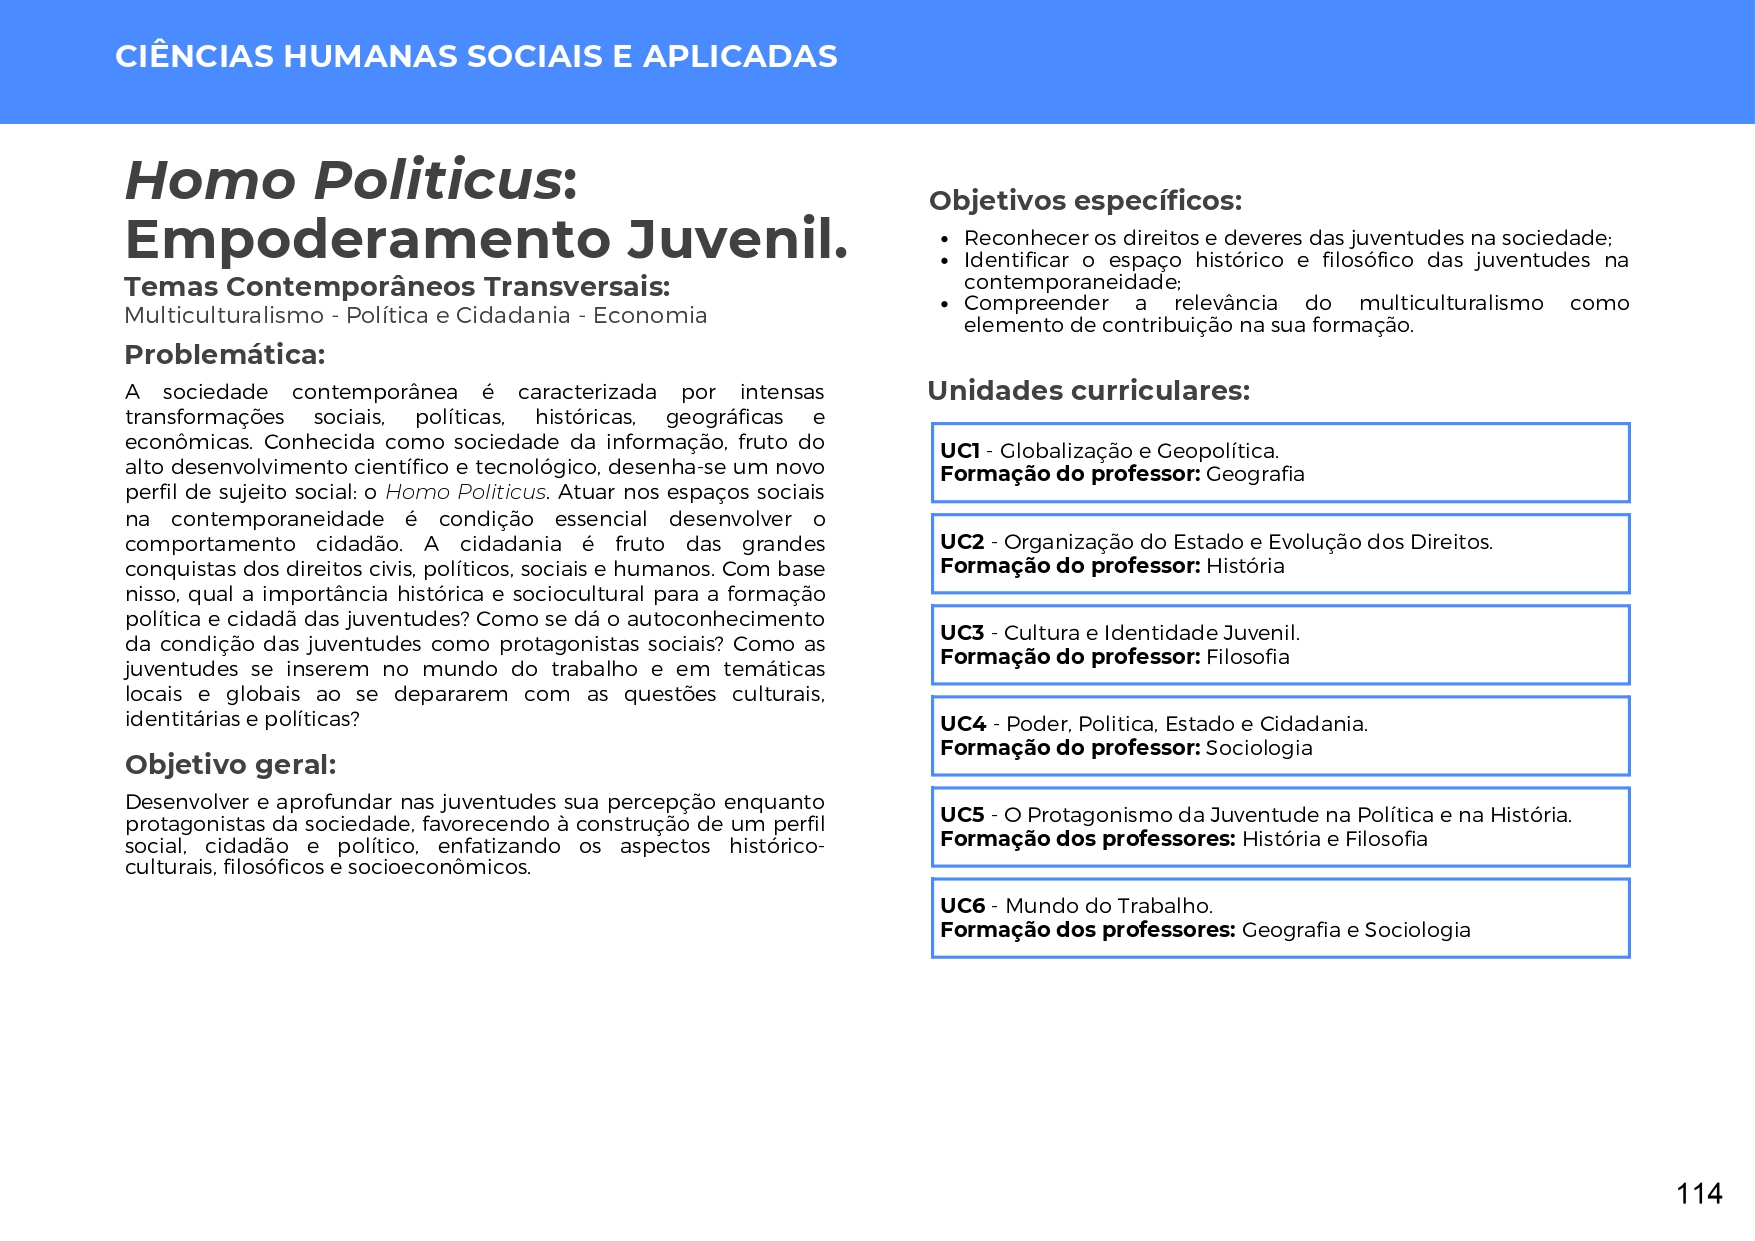 CIÊNCIAS HUMANAS SOCIAIS E APLICADAS
Homo Politicus:
Empoderamento Juvenil.
Temas Contemporâneos Transversais:
Multiculturalismo - Política e Cidadania - Economia
Problemática:
A sociedade contemporânea é caracterizada por intensas
transformações sociais, políticas, históricas, geográficas e
econômicas. Conhecida como sociedade da informação, fruto do
alto desenvolvimento científico e tecnológico, desenha-se um novo
perfil de sujeito social: o Homo Politicus. Atuar nos espaços sociais
na contemporaneidade é condição essencial desenvolver o
comportamento cidadão. A cidadania é fruto das grandes
conquistas dos direitos civis, políticos, sociais e humanos. Com base
nisso, qual a importância histórica e sociocultural para a formação
política e cidadã das juventudes? Como se dá o autoconhecimento
da condição das juventudes como protagonistas sociais? Como as
juventudes se inserem no mundo do trabalho e em temáticas
locais e globais ao se depararem com as questões culturais,
identitárias e políticas?
Objetivo geral:
Desenvolver e aprofundar nas juventudes sua percepção enquanto
protagonistas da sociedade, favorecendo à construção de um perfil
social, cidadão e político, enfatizando os aspectos histórico-
culturais, filosóficos e socioeconômicos.
Objetivos específicos:
• Reconhecer os direitos e deveres das juventudes na sociedade;
• Identificar o espaço histórico e filosófico das juventudes na
contemporaneidade;
• Compreender a relevância do multiculturalismo como
elemento de contribuição na sua formação.
Unidades curriculares:
UC1 - Globalização e Geopolítica.
Formação do professor: Geografia
UC2 - Organização do Estado e Evolução dos Direitos.
Formação do professor: História
UC3 - Cultura e Identidade Juvenil.
Formação do professor: Filosofia
UC4 - Poder, Politica, Estado e Cidadania.
Formação do professor: Sociologia
UC5 - O Protagonismo da Juventude na Política e na História.
Formação dos professores: História e Filosofia
UC6 - Mundo do Trabalho.
Formação dos professores: Geografia e Sociologia
114